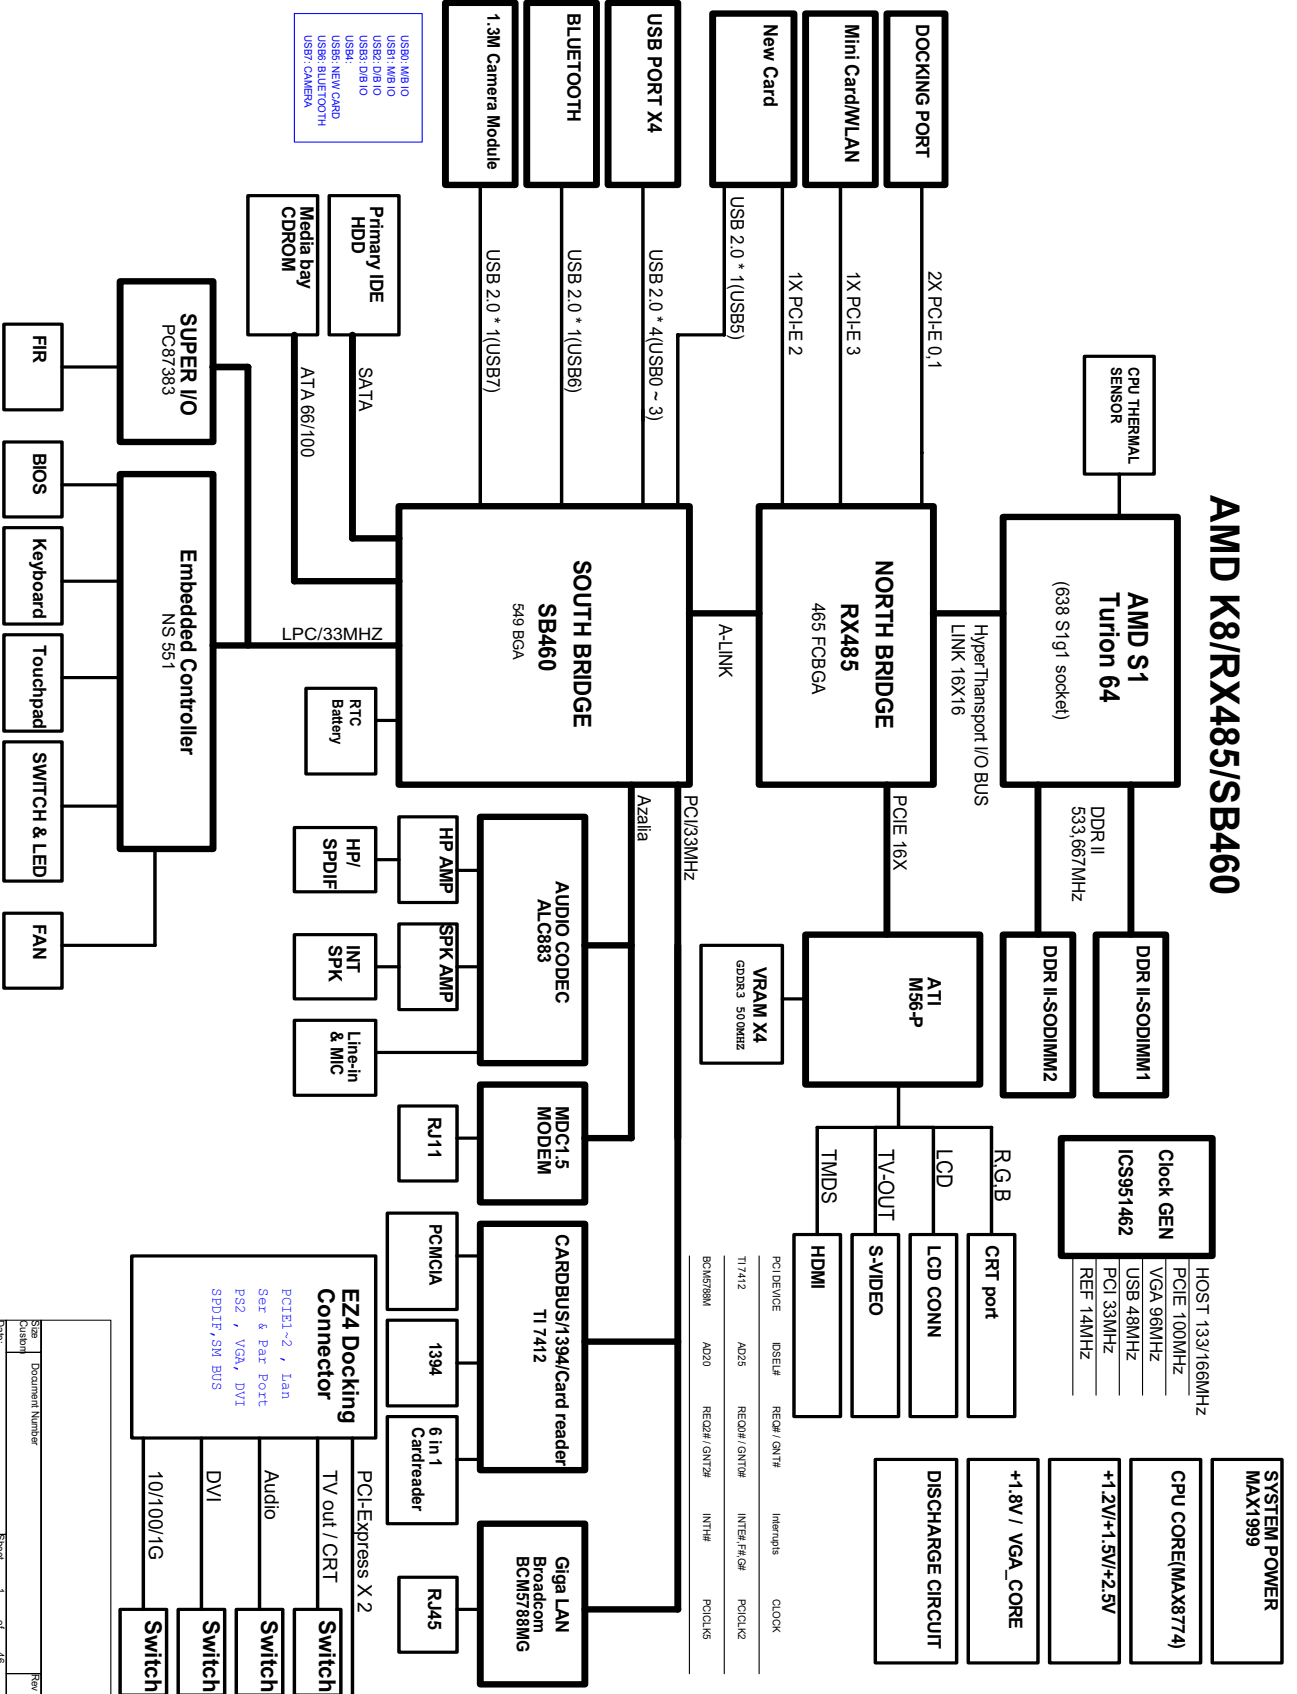 AMD K8/RX485/SB460
CPU THERMAL
SENSOR
AMD S1
Turion 64
(638 S1g1 socket)
DDR II
533,667MHz
DDR II-SODIMM1
DDR II-SODIMM2
Clock GEN
ICS951462
HOST 133/166MHz
PCIE 100MHz
VGA 96MHz
USB 48MHz
PCI 33MHz
REF 14MHz
SYSTEM POWER
MAX1999
CPU CORE(MAX8774)
+1.2V/+1.5V/+2.5V
+1.8V / VGA_CORE
DISCHARGE CIRCUIT
HyperThansport I/O BUS
LINK 16X16
DOCKING PORT
2X PCI-E 0,1
Mini Card/WLAN
1X PCI-E 3
New Card
1X PCI-E 2
USB 2.0 * 1(USB5)
NORTH BRIDGE
RX485
465 FCBGA
PCIE 16X
ATI
M56-P
VRAM X4
GDDR3 500MHZ
R,G,B
CRT port
LCD
LCD CONN
TV-OUT
S-VIDEO
TMDS
HDMI
A-LINK
PCI DEVICE IDSEL# REQ# / GNT# Interrupts CLOCK
TI 7412 AD25 REQ0# / GNT0# INTE#,F#,G# PCICLK2
BCM5788M AD20 REQ2# / GNT2# INTH# PCICLK5
USB PORT X4
USB 2.0 * 4(USB0 ~ 3)
BLUETOOTH
USB 2.0 * 1(USB6)
1.3M Camera Module
USB 2.0 * 1(USB7)
USB0: M/B IO
USB1: M/B IO
USB2: D/B IO
USB3: D/B IO
USB4:
USB5: NEW CARD
USB6: BLUETOOTH
USB7: CAMERA
SOUTH BRIDGE
SB460
549 BGA
PCI/33MHz
Azalia
Primary IDE
HDD
SATA
Media bay
CDROM
ATA 66/100
LPC/33MHZ
RTC
Battery
AUDIO CODEC
ALC883
HP AMP
SPK AMP
HP/
SPDIF
INT
SPK
Line-in
& MIC
MDC1.5
MODEM
RJ11
CARDBUS/1394/Card reader
TI 7412
PCMCIA
1394
6 in 1
Cardreader
Giga LAN
Broadcom
BCM5788MG
RJ45
SUPER I/O
PC87383
FIR
Embedded Controller
NS 551
BIOS
Keyboard
Touchpad
SWITCH & LED
FAN
EZ4 Docking
Connector
PCIE1~2 , Lan
Ser & Par Port
PS2 , VGA, DVI
SPDIF,SM BUS
PCI-Express X 2
TV out / CRT
Switch
Audio
Switch
DVI
Switch
10/100/1G
Switch
Size Document Number Rev
Custom